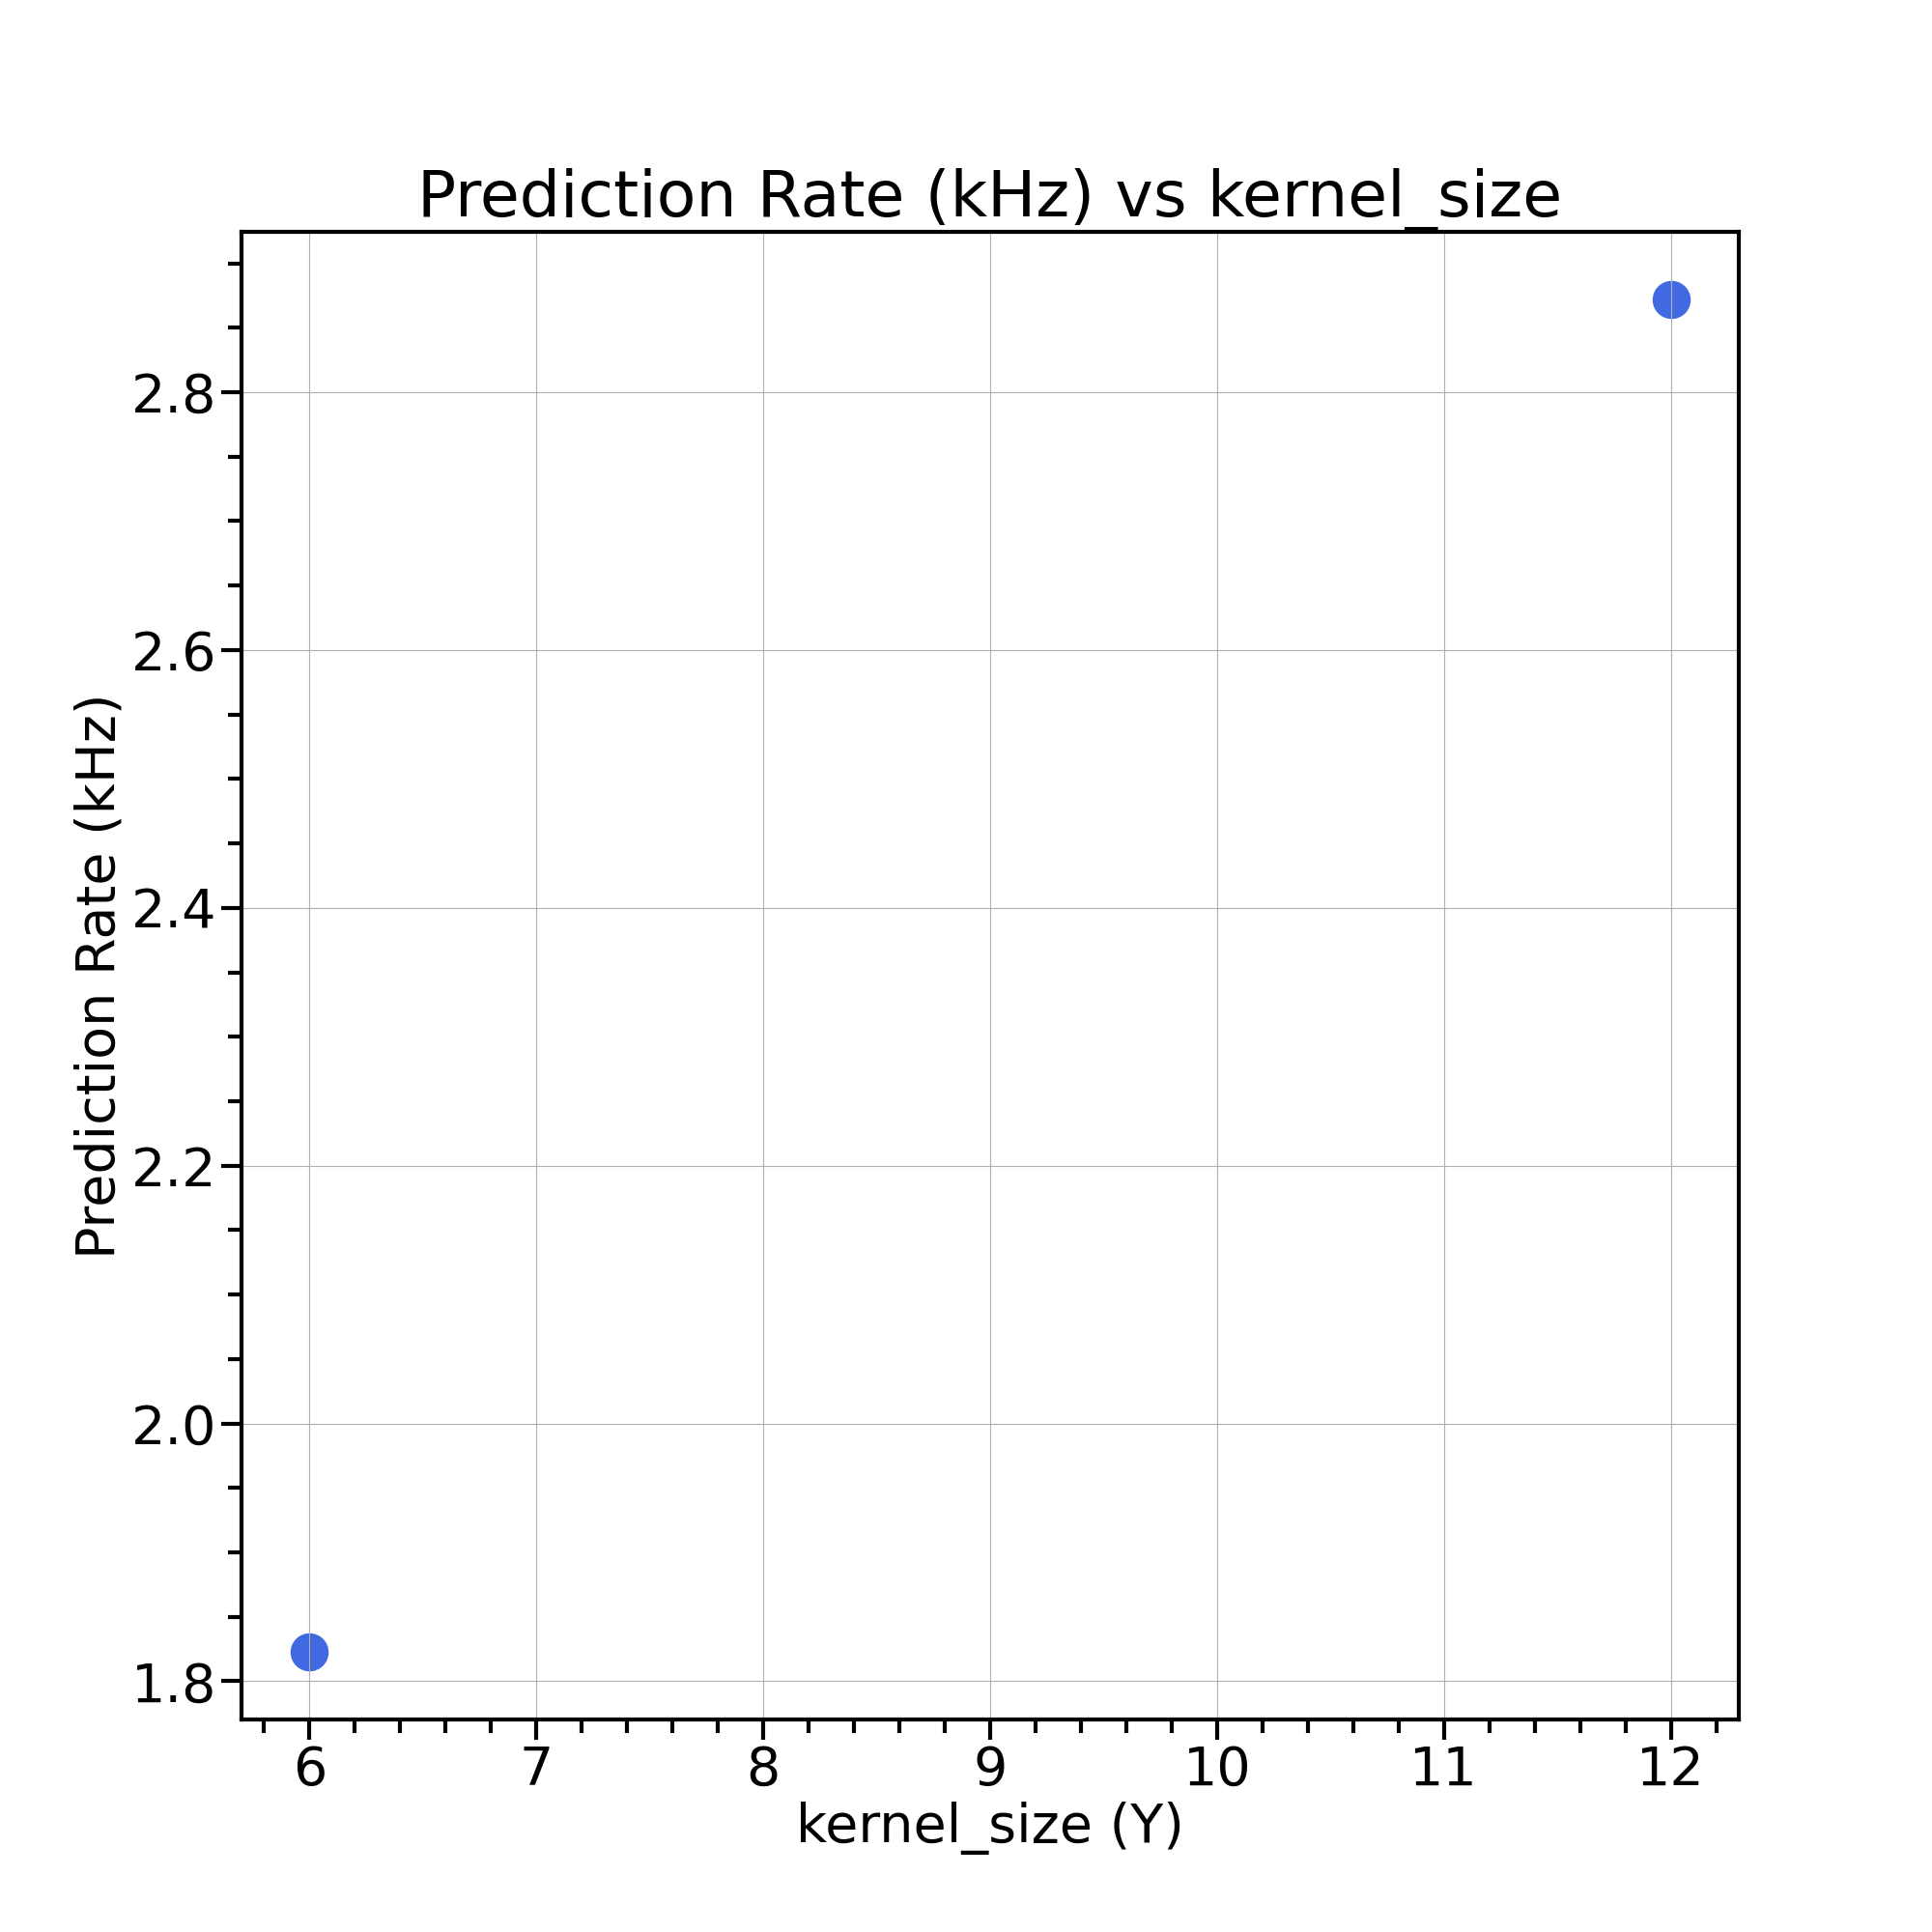 Prediction Rate (kHz) vs kernel_size
Prediction Rate (kHz)
2.8
2.6
2.4
2.2
2.0
1.8
6 7 8 9 10 11 12
kernel_size (Y)